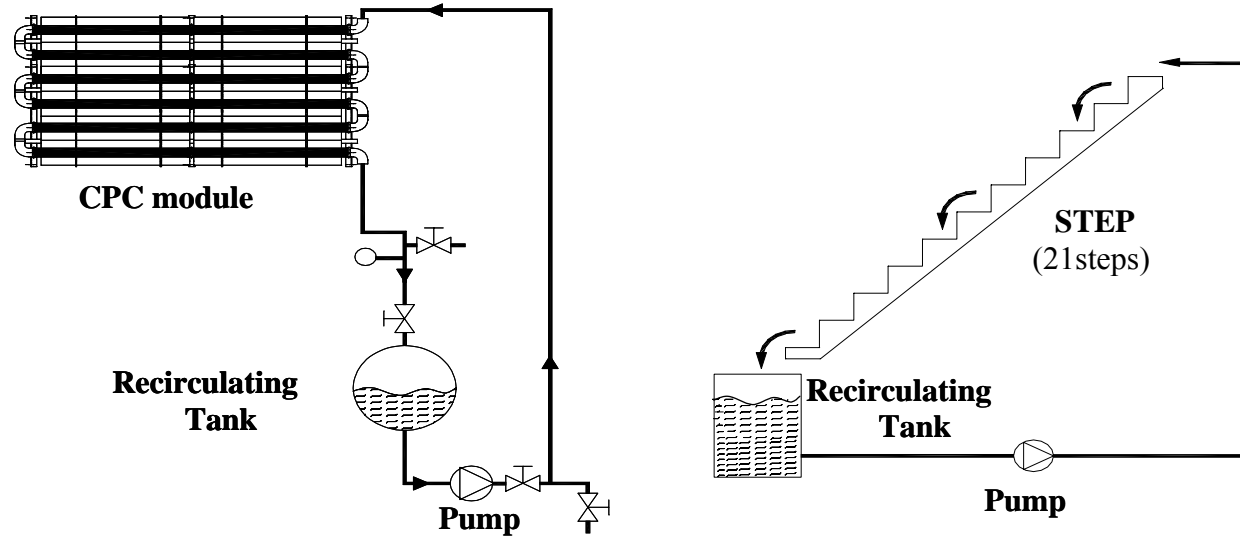 CPC module
Recirculating
Tank
Pump
STEP
(21steps)
Recirculating
Tank
Pump